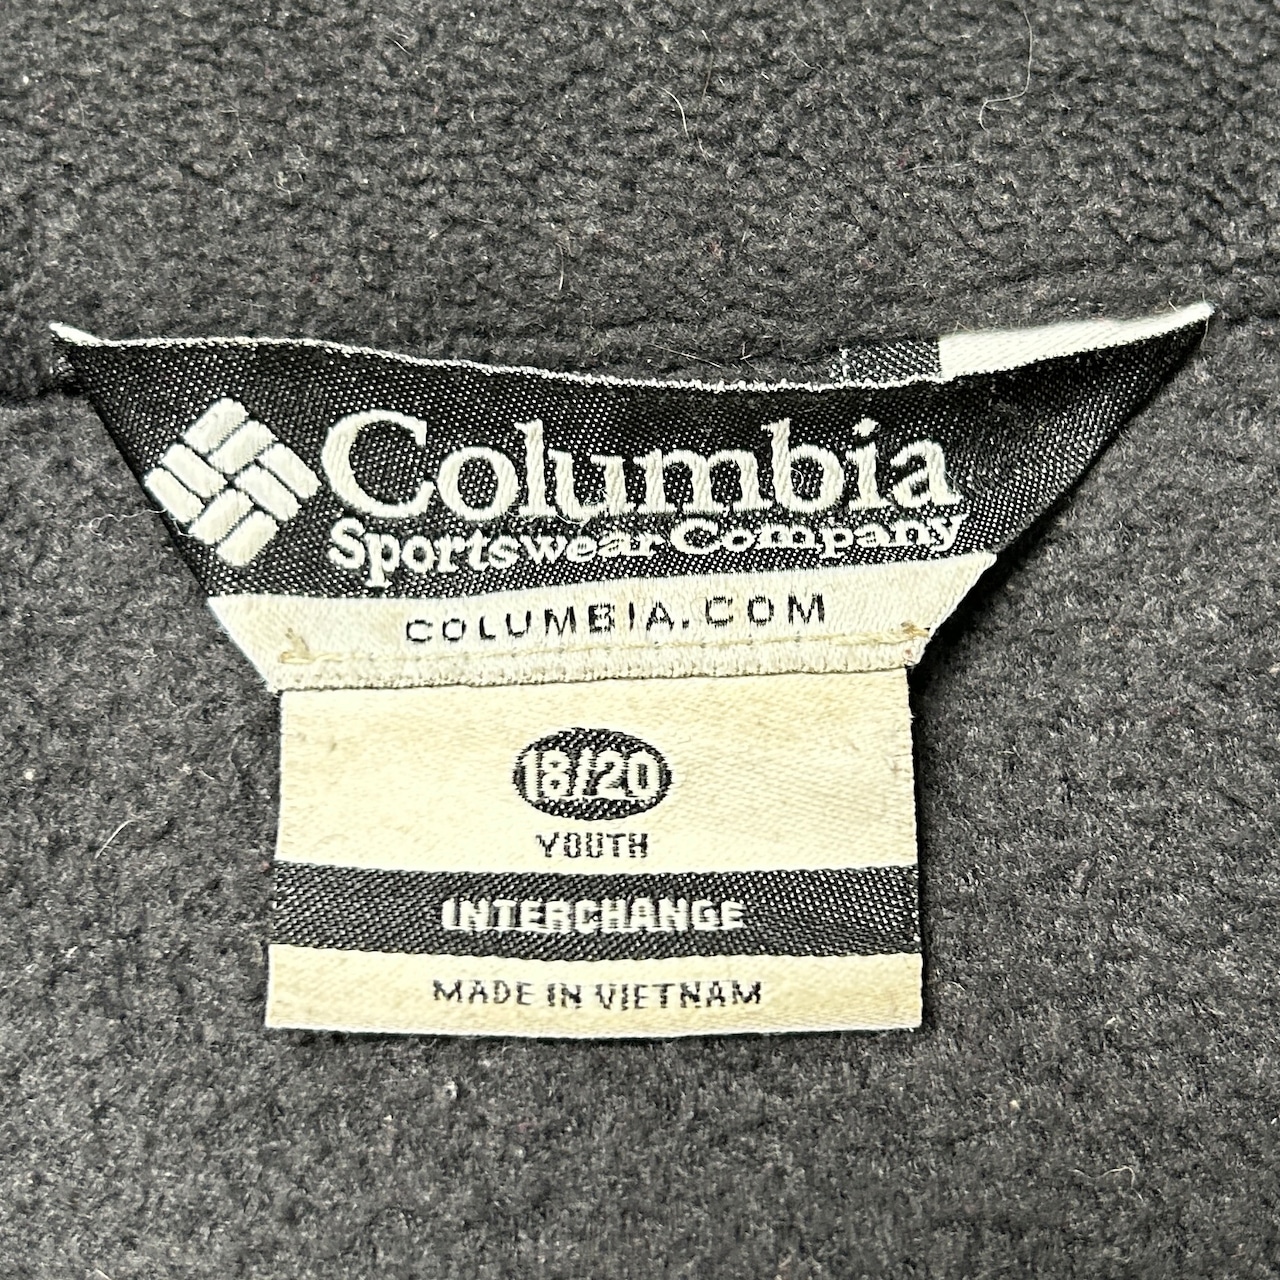 Columbia
Sportswear Company
COLUMBIA.COM
18/20
YOUTH
INTERCHANGE
MADE IN VIETNAM